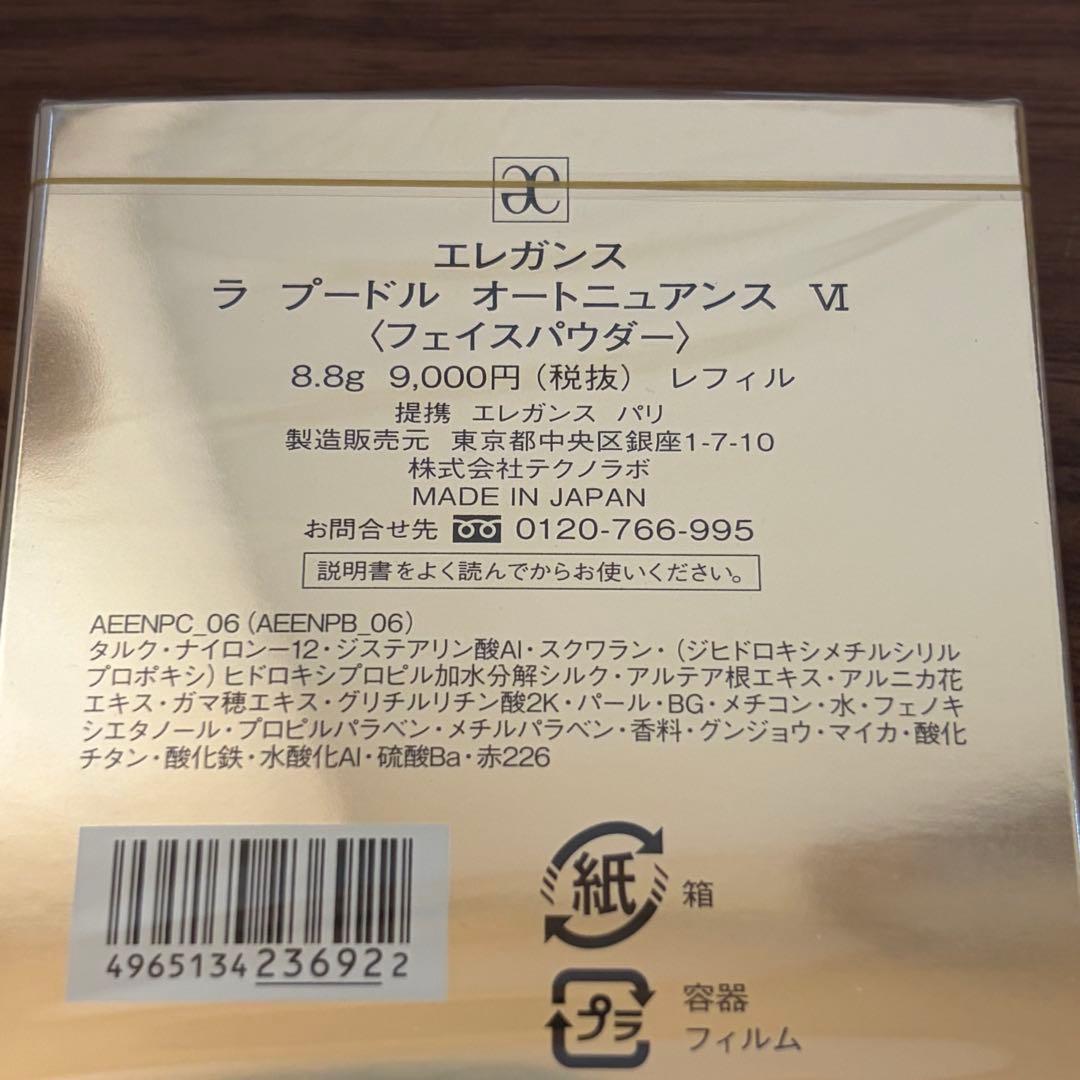 エレガンス
ラ プードル オートニュアンス Ⅵ
〈フェイスパウダー〉
8.8g 9,000円(税抜) レフィル
提携 エレガンス パリ
製造販売元 東京都中央区銀座1-7-10
株式会社テクノラボ
MADE IN JAPAN
お問合せ先 0120-766-995
説明書をよく読んでからお使いください。
AEENPC_06(AEENPB_06)
タルク・ナイロン-12・ジステアリン酸Al・スクワラン・(ジヒドロキシメチルシリル
プロポキシ)ヒドロキシプロピル加水分解シルク・アルテア根エキス・アルニカ花
エキス・ガマ穂エキス・グリチルリチン酸2K・パール・BG・メチコン・水・フェノキ
シエタノール・プロピルパラベン・メチルパラベン・香料・グンジョウ・マイカ・酸化
チタン・酸化鉄・水酸化Al・硫酸Ba・赤226
4965134236922
紙 箱
プラ 容器
フィルム